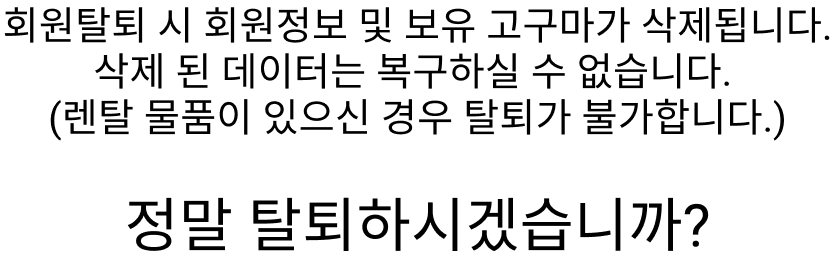 회원탈퇴 시 회원정보 및 보유 고구마가 삭제됩니다.
삭제 된 데이터는 복구하실 수 없습니다.
(렌탈 물품이 있으신 경우 탈퇴가 불가합니다.)
정말 탈퇴하시겠습니까?